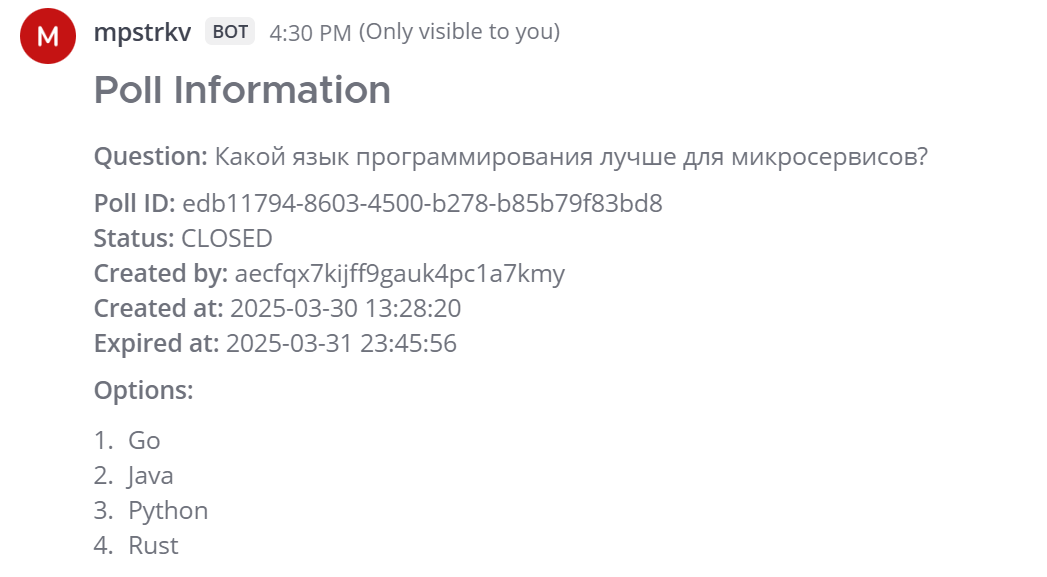 M mpstrkv BOT 4:30 PM (Only visible to you)
Poll Information
Question: Какой язык программирования лучше для микросервисов?
Poll ID: edb11794-8603-4500-b278-b85b79f83bd8
Status: CLOSED
Created by: aecfqx7kijff9gauk4pc1a7kmy
Created at: 2025-03-30 13:28:20
Expired at: 2025-03-31 23:45:56
Options:
1. Go
2. Java
3. Python
4. Rust